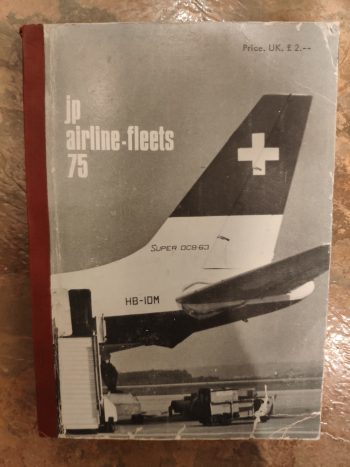 Price. UK. £ 2.--
jp
airline-fleets
75
SUPER DC8-63
HB-IDM